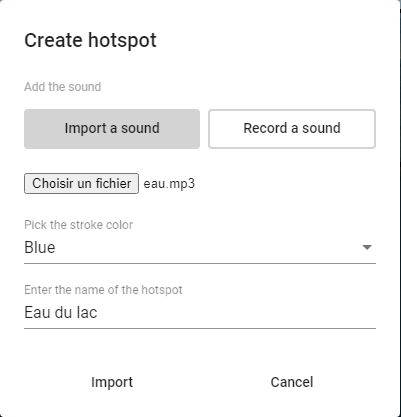 Create hotspot
Add the sound
Import a sound Record a sound
Choisir un fichier eau.mp3
Pick the stroke color
Blue
Enter the name of the hotspot
Eau du lac
Import Cancel